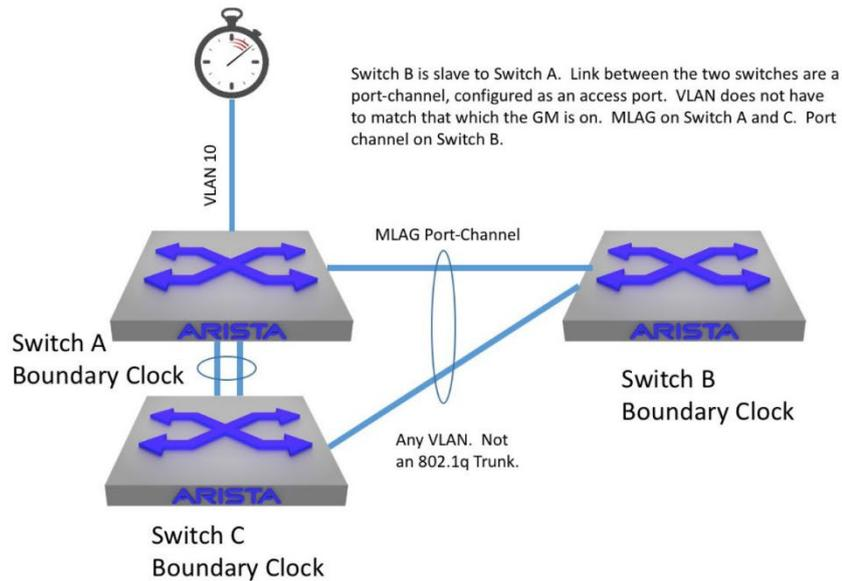 Switch B is slave to Switch A.  Link between the two switches are a
port-channel, configured as an access port.  VLAN does not have
to match that which the GM is on.  MLAG on Switch A and C.  Port
channel on Switch B.
VLAN 10
MLAG Port-Channel
ARISTA
ARISTA
Switch A
Boundary Clock
Switch B
Boundary Clock
Any VLAN.  Not
an 802.1q Trunk.
ARISTA
Switch C
Boundary Clock